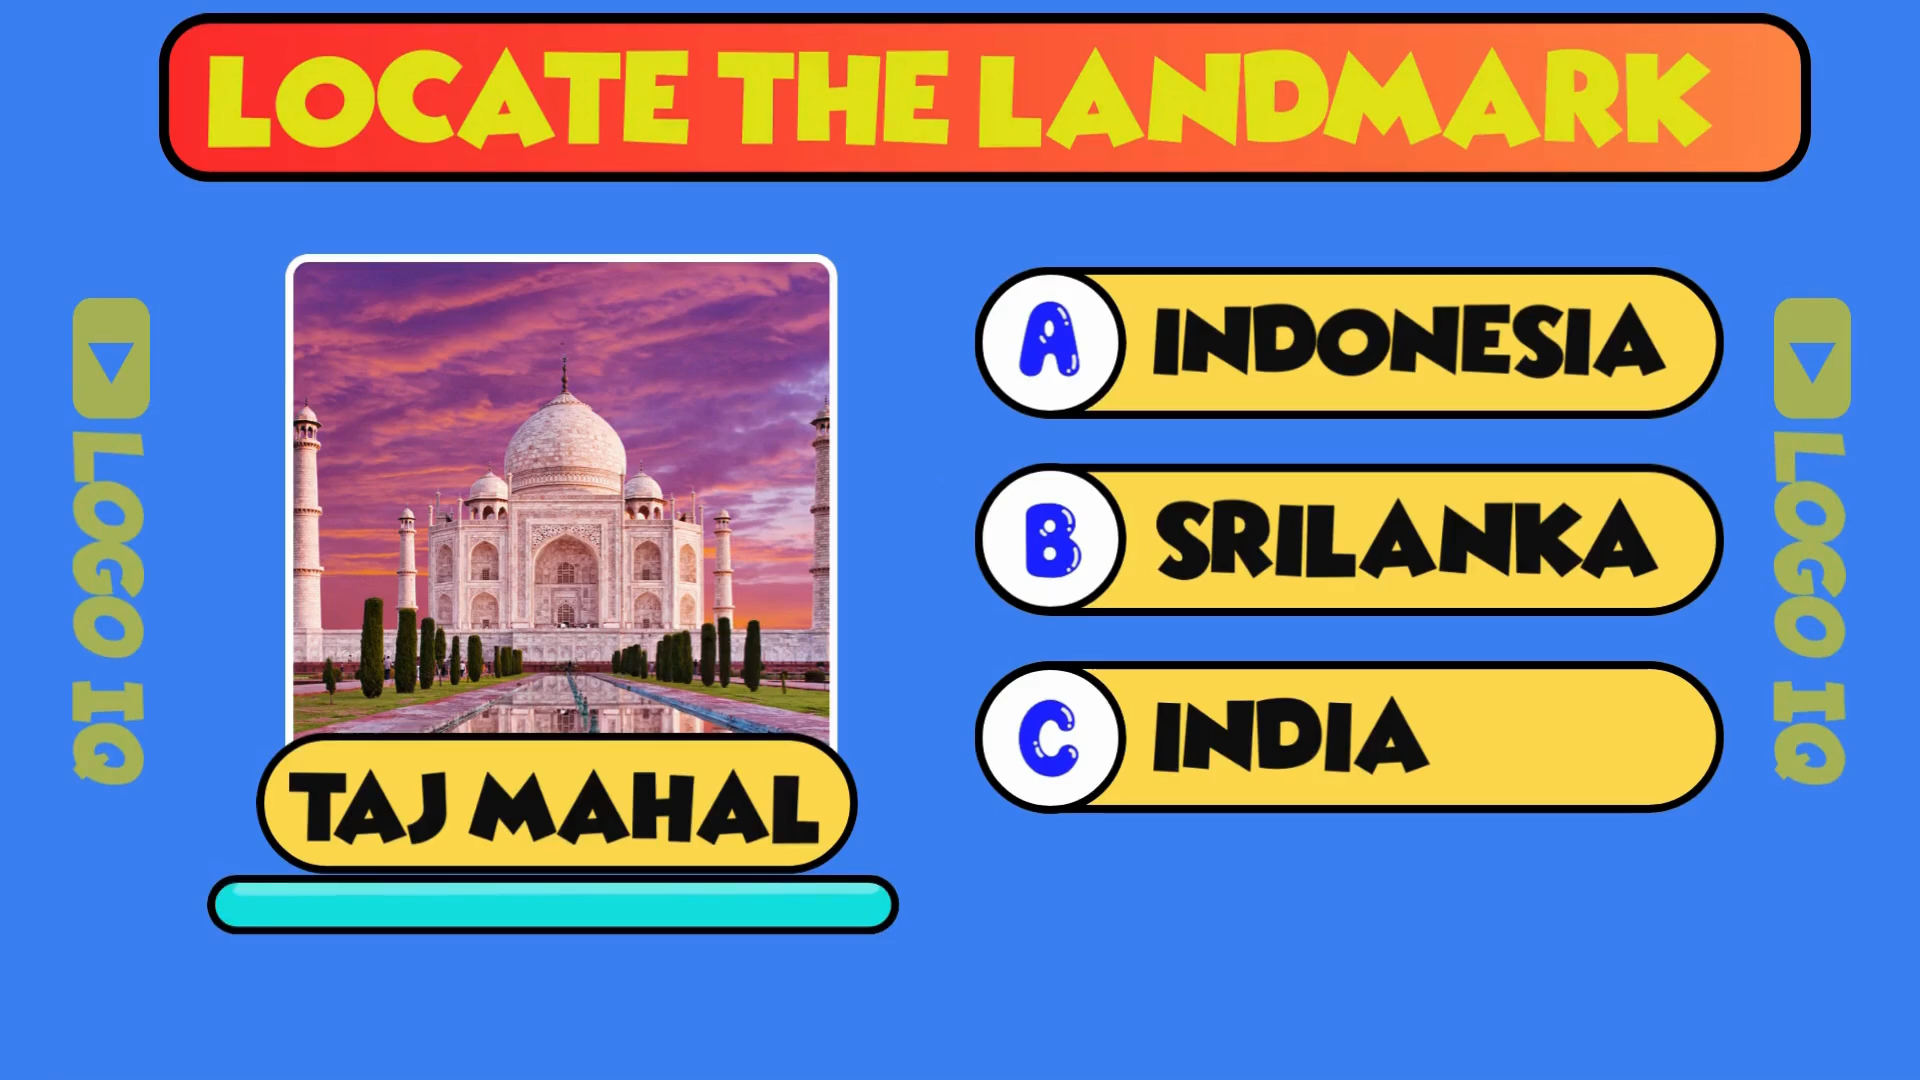 LOCATE THE LANDMARK
LOGO IQ
TAJ MAHAL
A INDONESIA
B SRILANKA
C INDIA
LOGO IQ